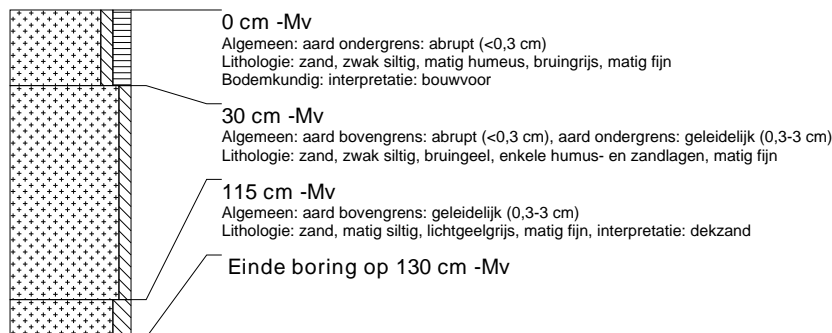 0 cm -Mv
Algemeen: aard ondergrens: abrupt (<0,3 cm)
Lithologie: zand, zwak siltig, matig humeus, bruingrijs, matig fijn
Bodemkundig: interpretatie: bouwvoor
30 cm -Mv
Algemeen: aard bovengrens: abrupt (<0,3 cm), aard ondergrens: geleidelijk (0,3-3 cm)
Lithologie: zand, zwak siltig, bruingeel, enkele humus- en zandlagen, matig fijn
115 cm -Mv
Algemeen: aard bovengrens: geleidelijk (0,3-3 cm)
Lithologie: zand, matig siltig, lichtgeelgrijs, matig fijn, interpretatie: dekzand
Einde boring op 130 cm -Mv